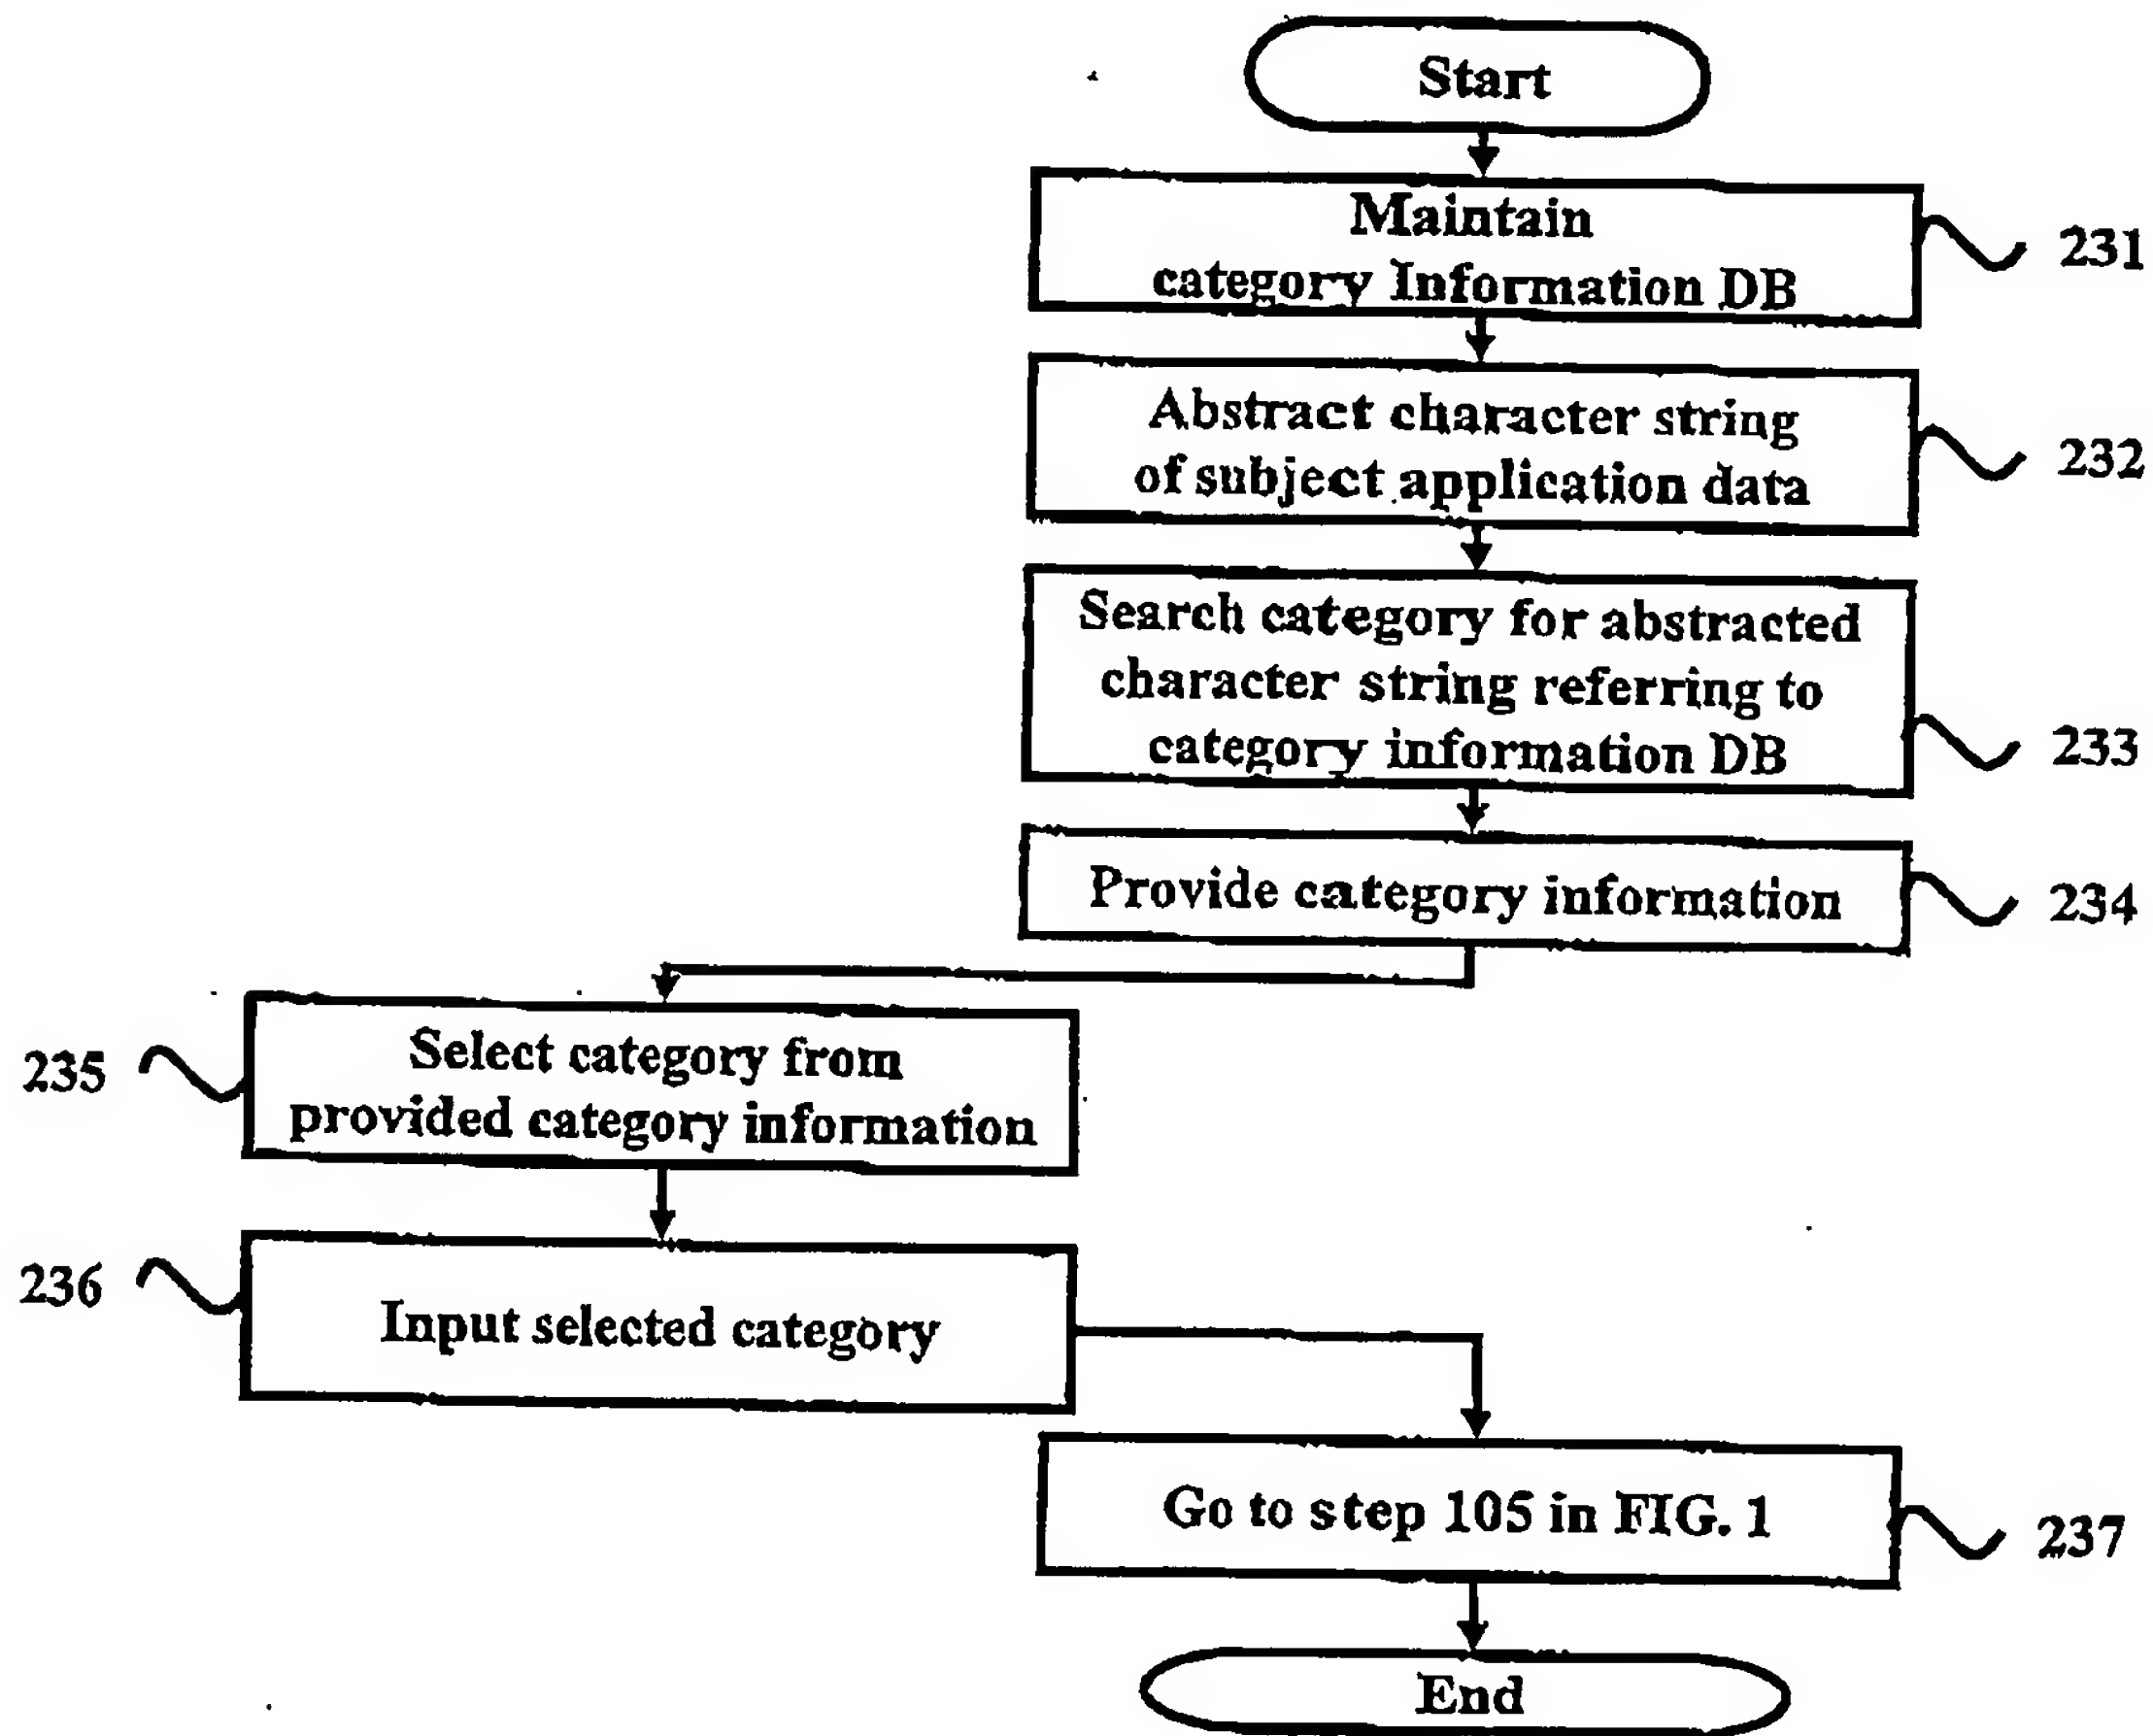 Start
Maintain
category Information DB
231
Abstract character string
of subject application data
232
Search category for abstracted
character string referring to
category information DB
233
Provide category information
234
235
Select category from
provided category information
236
Input selected category
Go to step 105 in FIG. 1
237
End